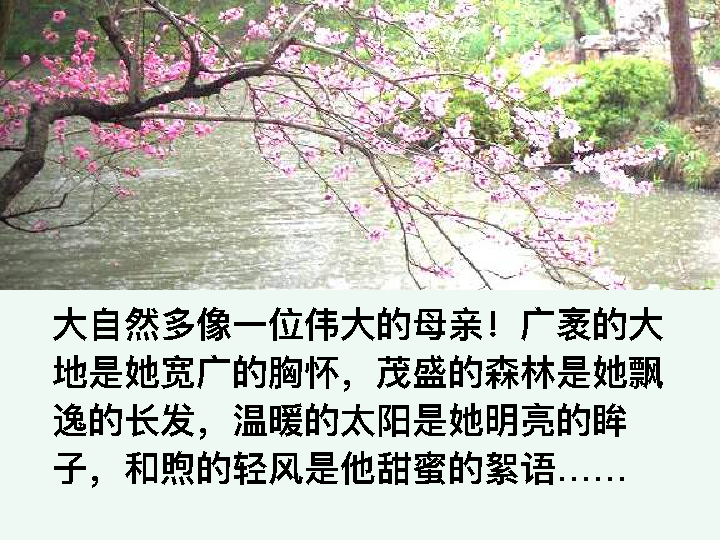 大自然多像一位伟大的母亲！广袤的大
地是她宽广的胸怀，茂盛的森林是她飘
逸的长发，温暖的太阳是她明亮的眸
子，和煦的轻风是他甜蜜的絮语……